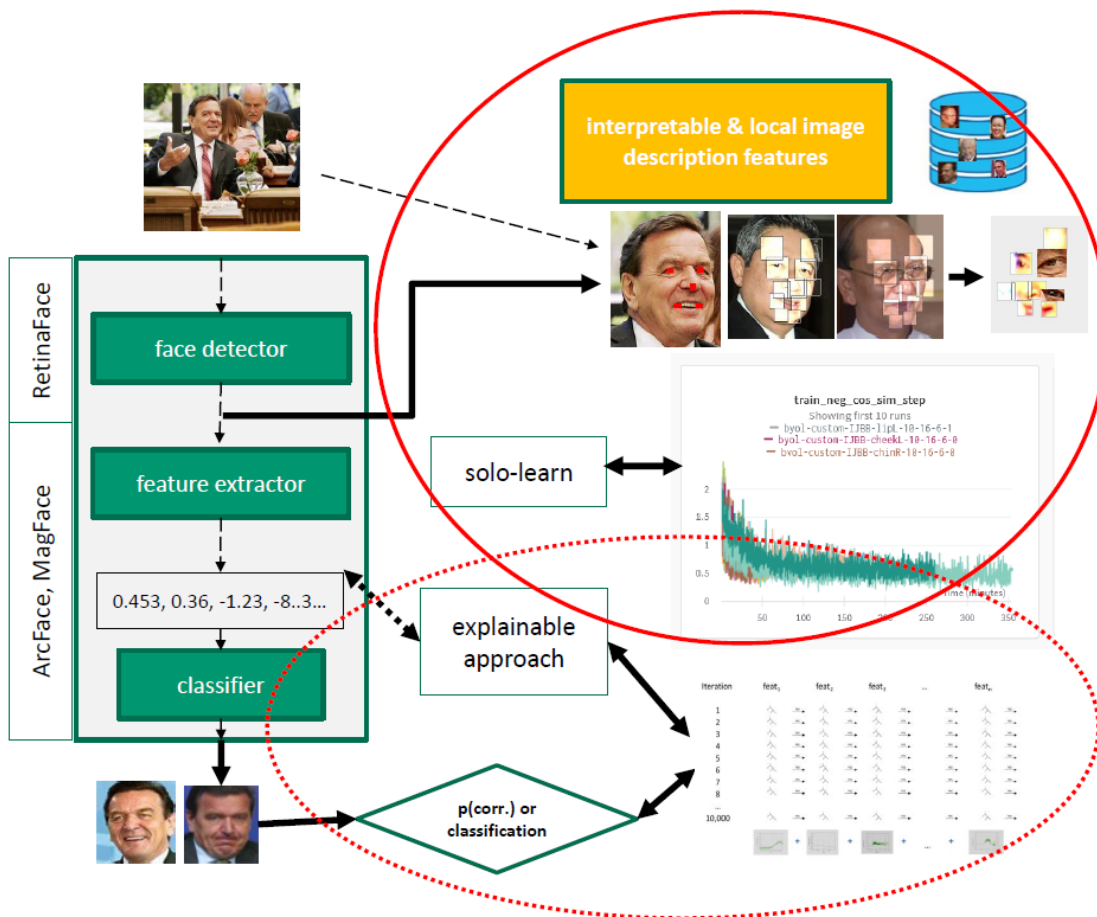 interpretable & local image
description features
RetinaFace
face detector
ArcFace, MagFace
feature extractor
0.453, 0.36, -1.23, -8..3...
classifier
solo-learn
explainable
approach
p(corr.) or
classification
train_neg_cos_sim_step
Showing first 10 runs
byol-custom-IJBB-lipL-10-16-6-1
byol-custom-IJBB-cheekL-10-16-6-0
byol-custom-IJBB-chinR-10-16-6-0
2
1.5
1
0.5
0
Time (minutes)
50 100 150 200 250 300 350
Iteration feat1 feat2 feat3 ... featn
1
2
3
4
5
6
7
8
...
10,000
+ + + + ... +